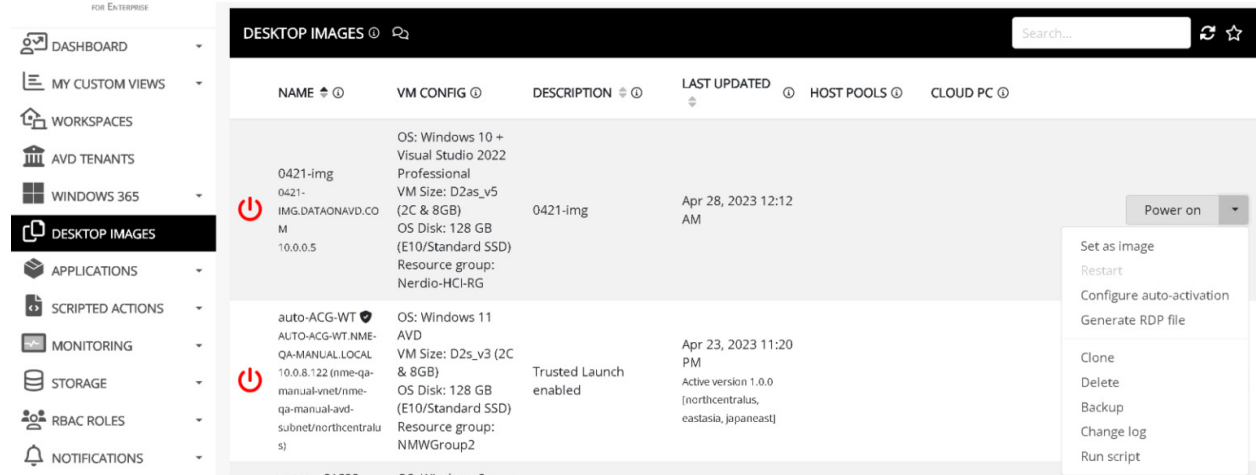 FOR ENTERPRISE
DASHBOARD
MY CUSTOM VIEWS
WORKSPACES
AVD TENANTS
WINDOWS 365
DESKTOP IMAGES
APPLICATIONS
SCRIPTED ACTIONS
MONITORING
STORAGE
RBAC ROLES
NOTIFICATIONS
DESKTOP IMAGES
Search...
NAME VM CONFIG DESCRIPTION LAST UPDATED HOST POOLS CLOUD PC
0421-img
0421-
IMG.DATAONAVD.CO
M
10.0.0.5
OS: Windows 10 +
Visual Studio 2022
Professional
VM Size: D2as_v5
(2C & 8GB)
OS Disk: 128 GB
(E10/Standard SSD)
Resource group:
Nerdio-HCI-RG
0421-img
Apr 28, 2023 12:12
AM
Power on
Set as image
Restart
Configure auto-activation
Generate RDP file
Clone
Delete
Backup
Change log
Run script
auto-ACG-WT
AUTO-ACG-WT.NME-
QA-MANUAL.LOCAL
10.0.8.122 (nme-qa-
manual-vnet/nme-
qa-manual-avd-
subnet/northcentralu
s)
OS: Windows 11
AVD
VM Size: D2s_v3 (2C
& 8GB)
OS Disk: 128 GB
(E10/Standard SSD)
Resource group:
NMWGroup2
Trusted Launch
enabled
Apr 23, 2023 11:20
PM
Active version 1.0.0
[northcentralus,
eastasia, japaneast]